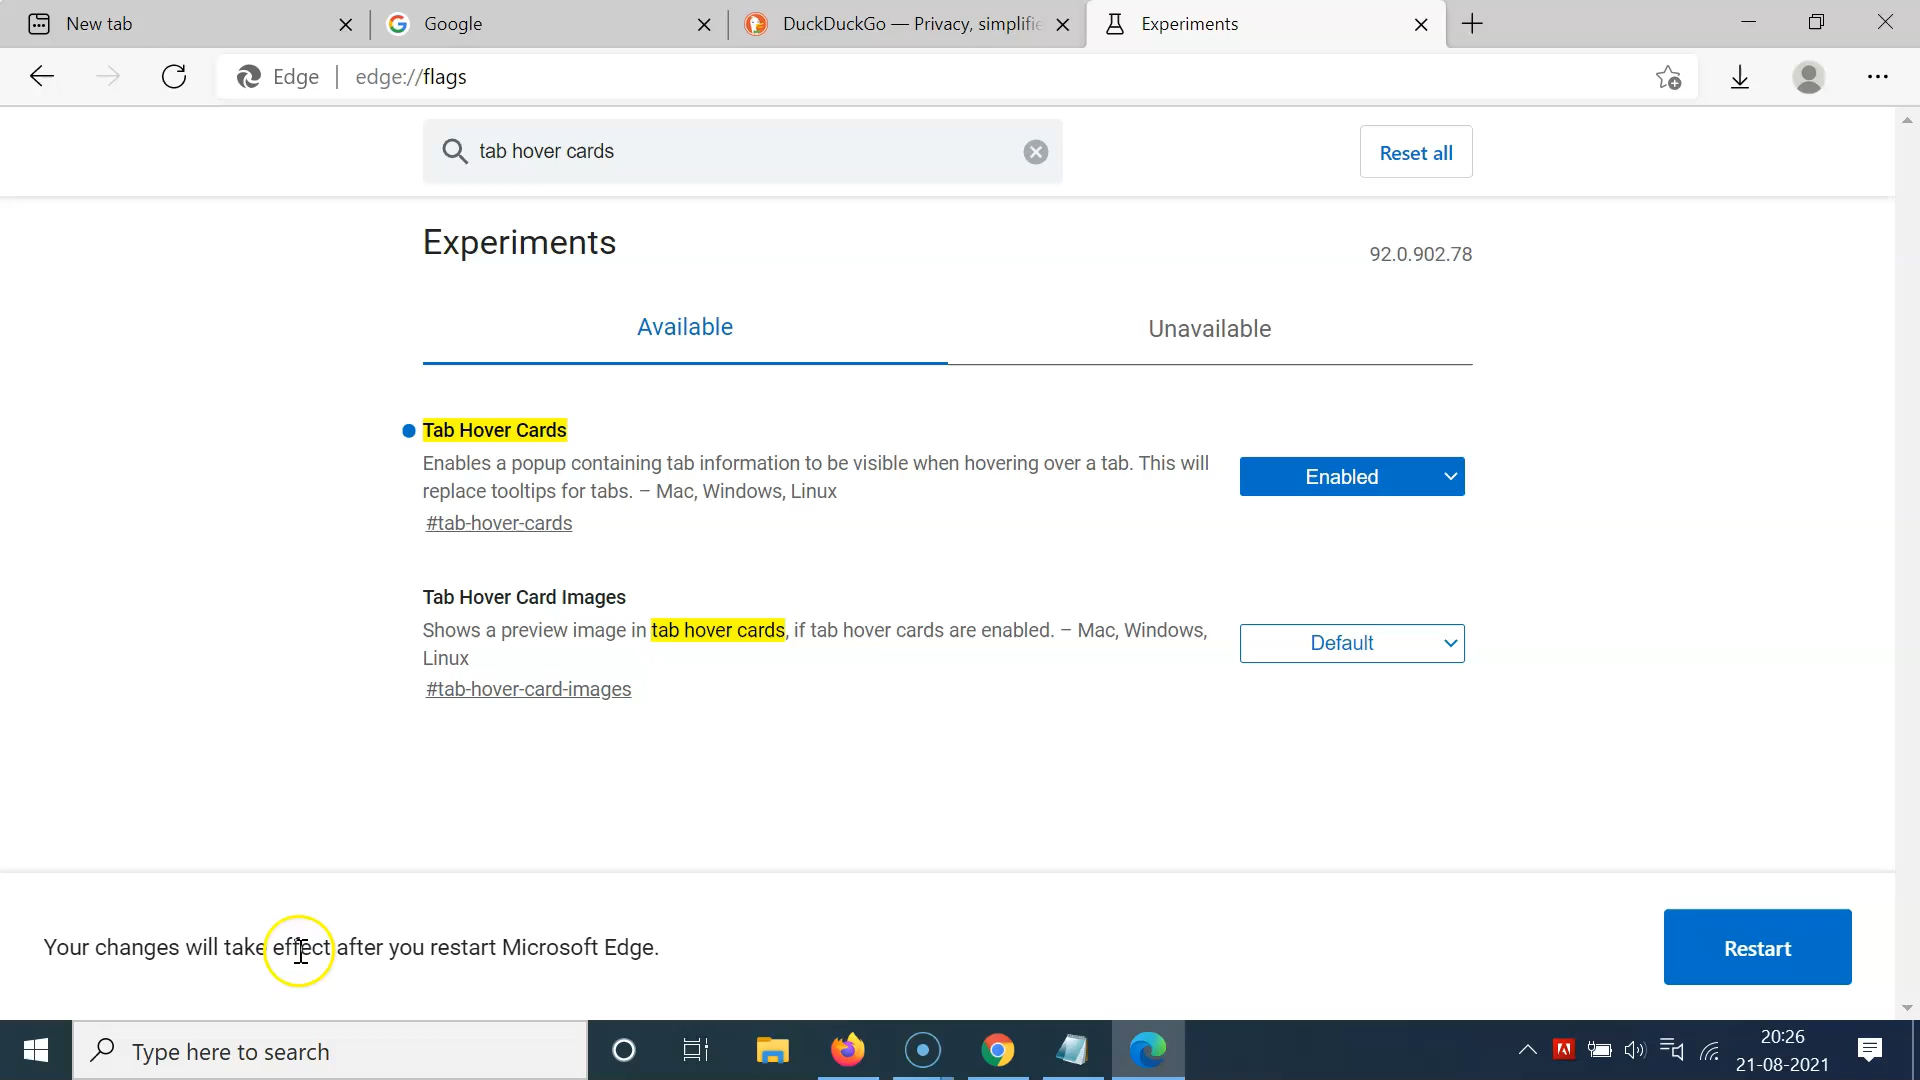 New tab
Google
DuckDuckGo — Privacy, simplifie
Experiments
Edge
edge://flags
tab hover cards
Reset all
Experiments
92.0.902.78
Available
Unavailable
Tab Hover Cards
Enables a popup containing tab information to be visible when hovering over a tab. This will
replace tooltips for tabs. – Mac, Windows, Linux
#tab-hover-cards
Enabled
Tab Hover Card Images
Shows a preview image in tab hover cards, if tab hover cards are enabled. – Mac, Windows,
Linux
#tab-hover-card-images
Default
Your changes will take effect after you restart Microsoft Edge.
Restart
Type here to search
20:26
21-08-2021